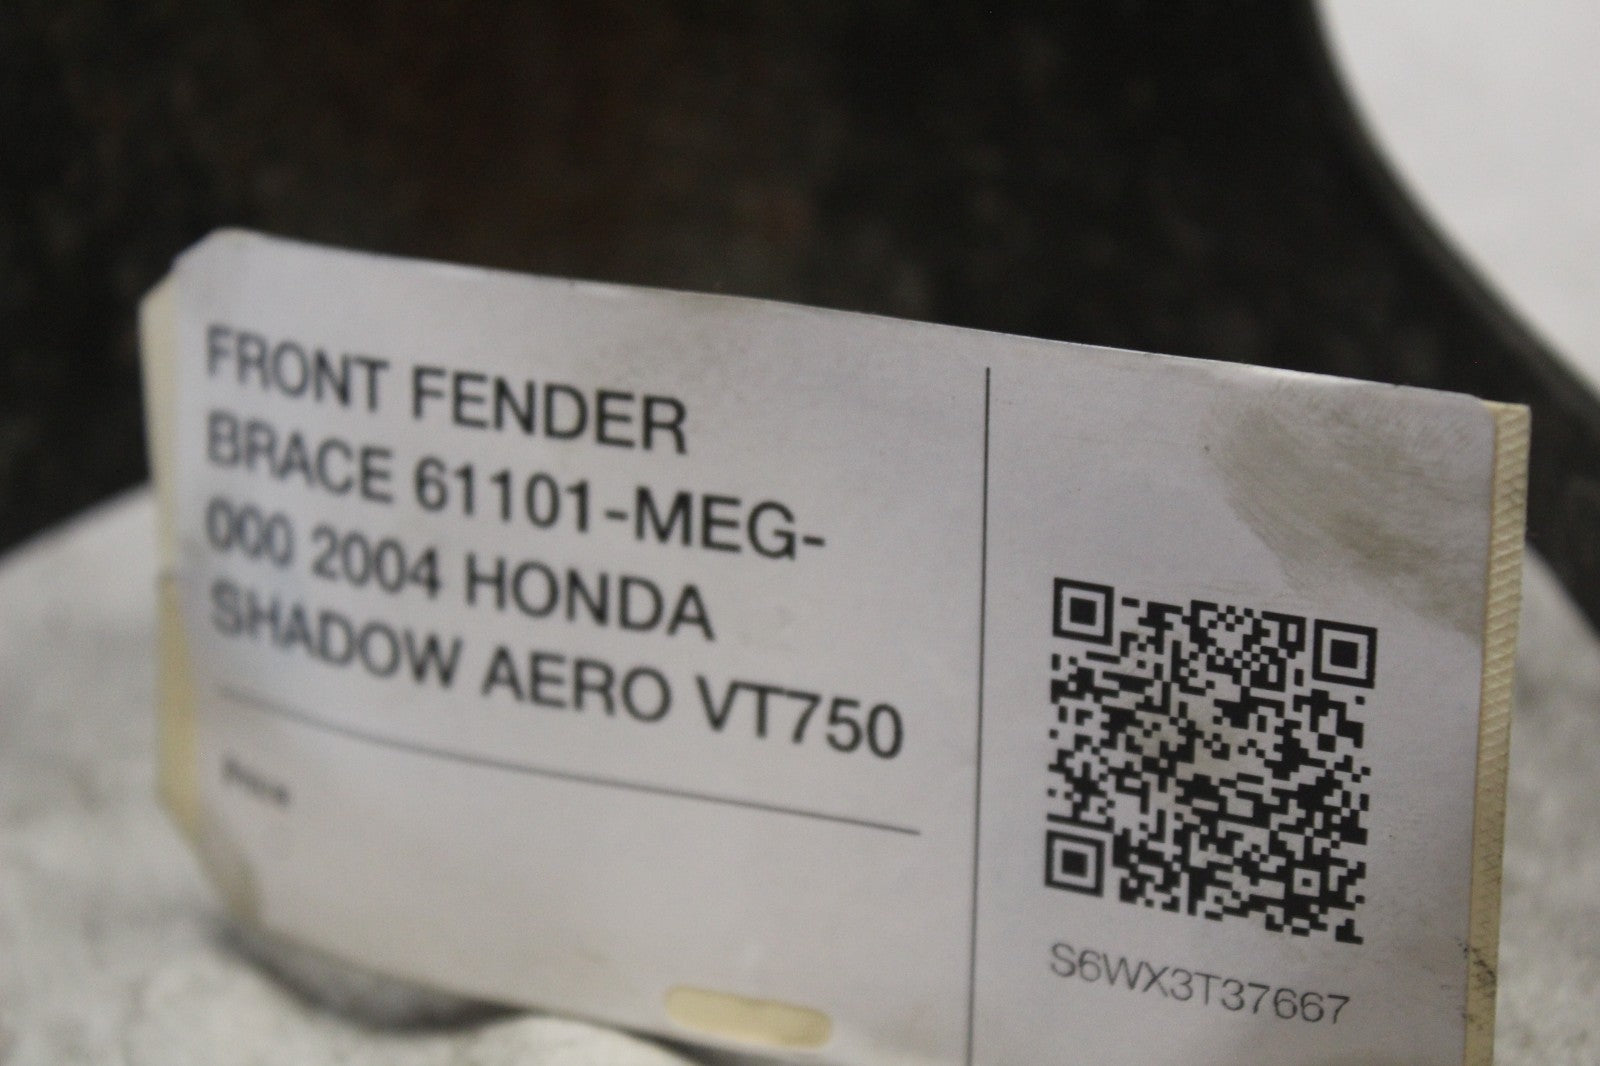 FRONT FENDER
BRACE 61101-MEG-
000 2004 HONDA
SHADOW AERO VT750
S6WX3T37667